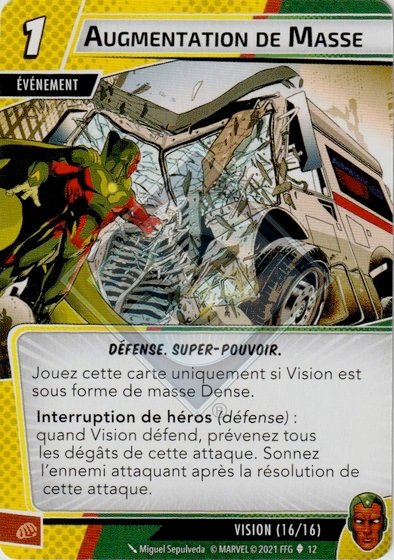 1
AUGMENTATION DE MASSE
ÉVÉNEMENT
DÉFENSE. SUPER-POUVOIR.
Jouez cette carte uniquement si Vision est
sous forme de masse Dense.
Interruption de héros (défense) :
quand Vision défend, prévenez tous
les dégâts de cette attaque. Sonnez
l'ennemi attaquant après la résolution de
cette attaque.
VISION (16/16)
Miguel Sepulveda © MARVEL © 2021 FFG 12